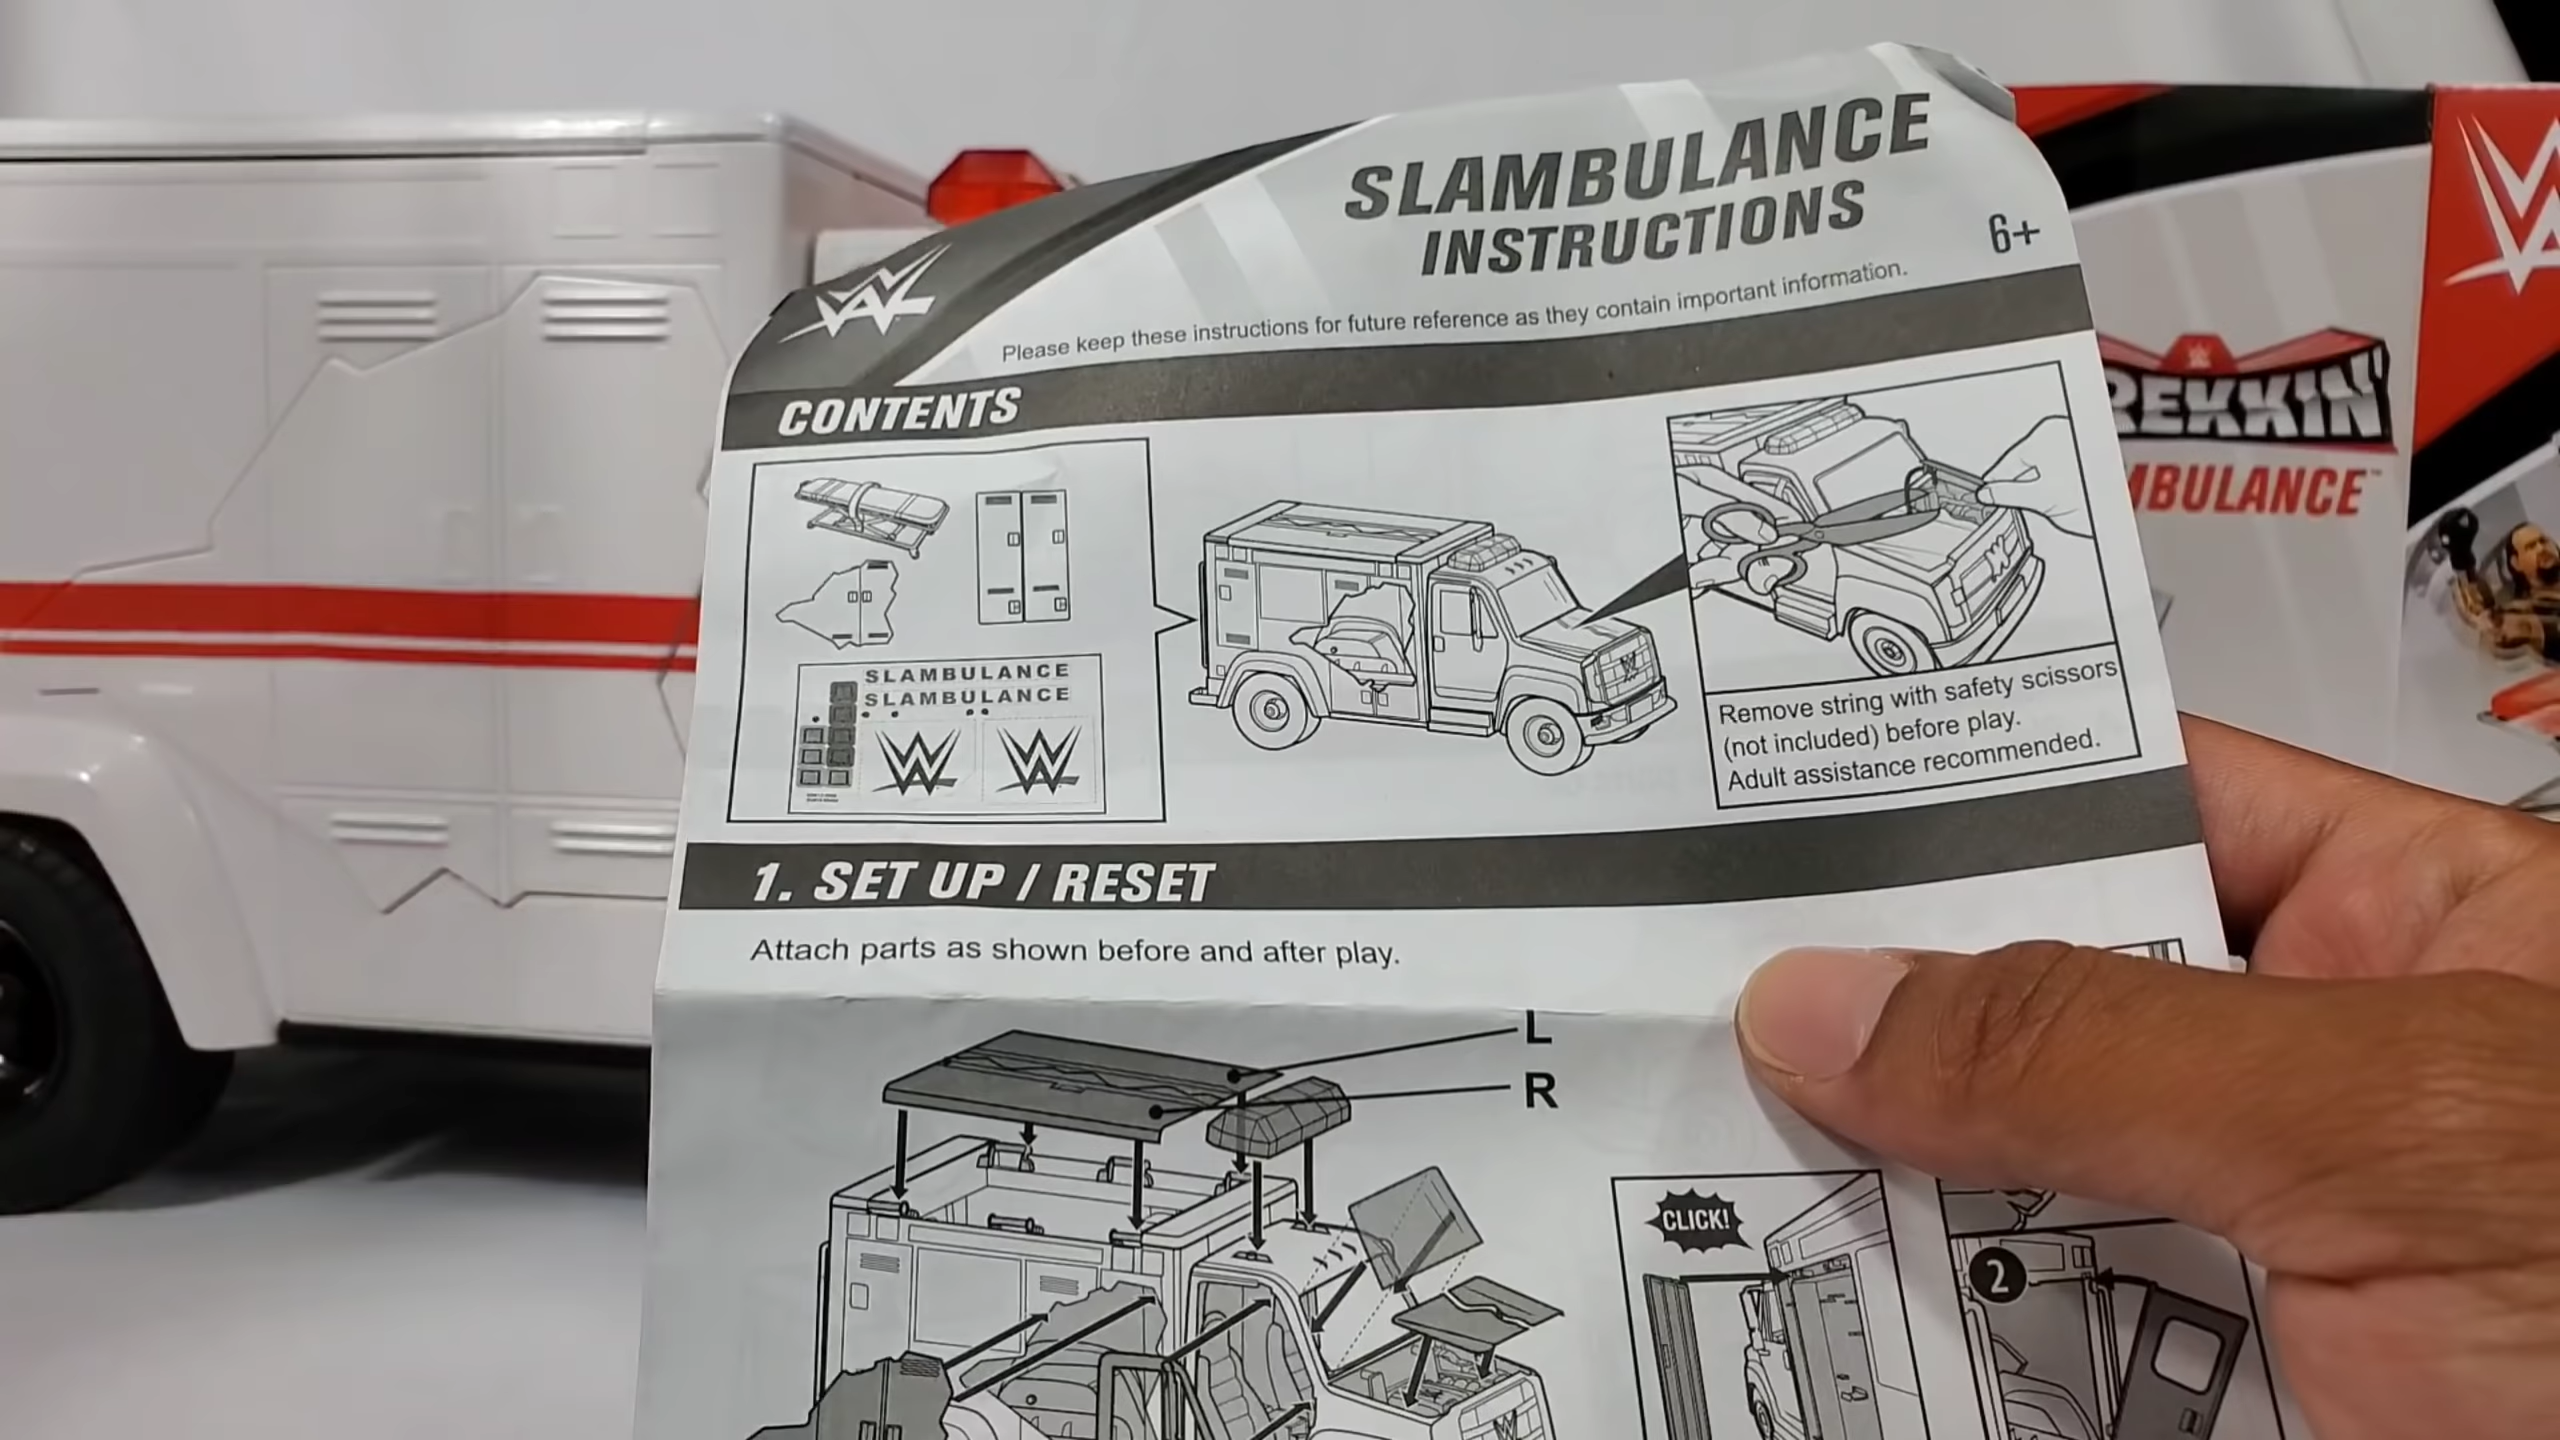 SLAMBULANCE
INSTRUCTIONS
6+
Please keep these instructions for future reference as they contain important information.
CONTENTS
SLAMBULANCE
SLAMBULANCE
Remove string with safety scissors
(not included) before play.
Adult assistance recommended.
1. SET UP / RESET
Attach parts as shown before and after play.
L
R
CLICK!
2
REKKIN'
MBULANCE™